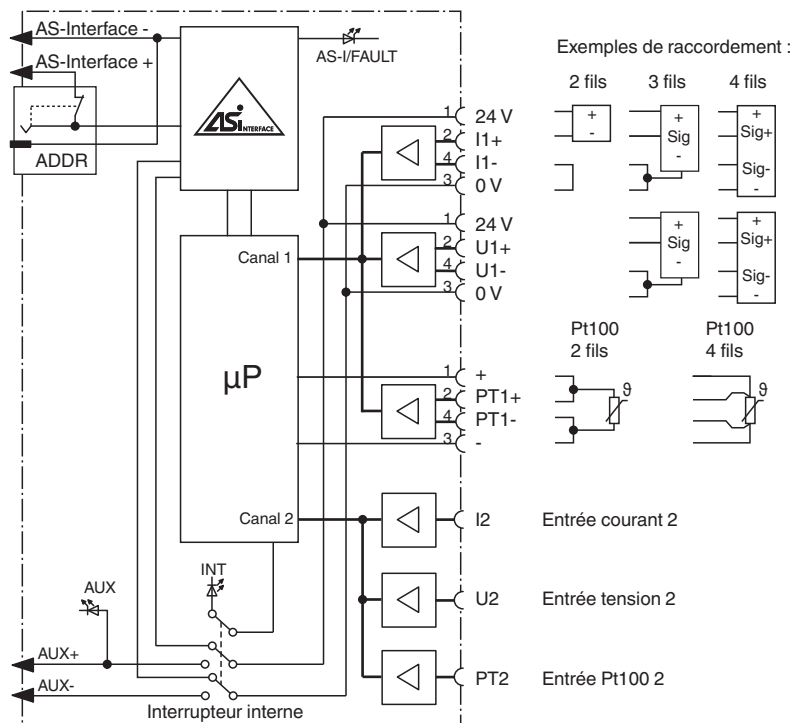 AS-Interface -
AS-Interface +
ADDR
ASi INTERFACE
AS-I/FAULT
Exemples de raccordement :
2 fils
3 fils
4 fils
1 24 V
2 I1+
4 I1-
3 0 V
+
-
+
Sig
-
+
Sig+
Sig-
-
1 24 V
2 U1+
4 U1-
3 0 V
+
Sig
-
+
Sig+
Sig-
-
Canal 1
µP
Canal 2
1 +
2 PT1+
4 PT1-
3 -
Pt100
2 fils
ϑ
Pt100
4 fils
ϑ
I2 Entrée courant 2
U2 Entrée tension 2
PT2 Entrée Pt100 2
INT
AUX
AUX+
AUX-
Interrupteur interne